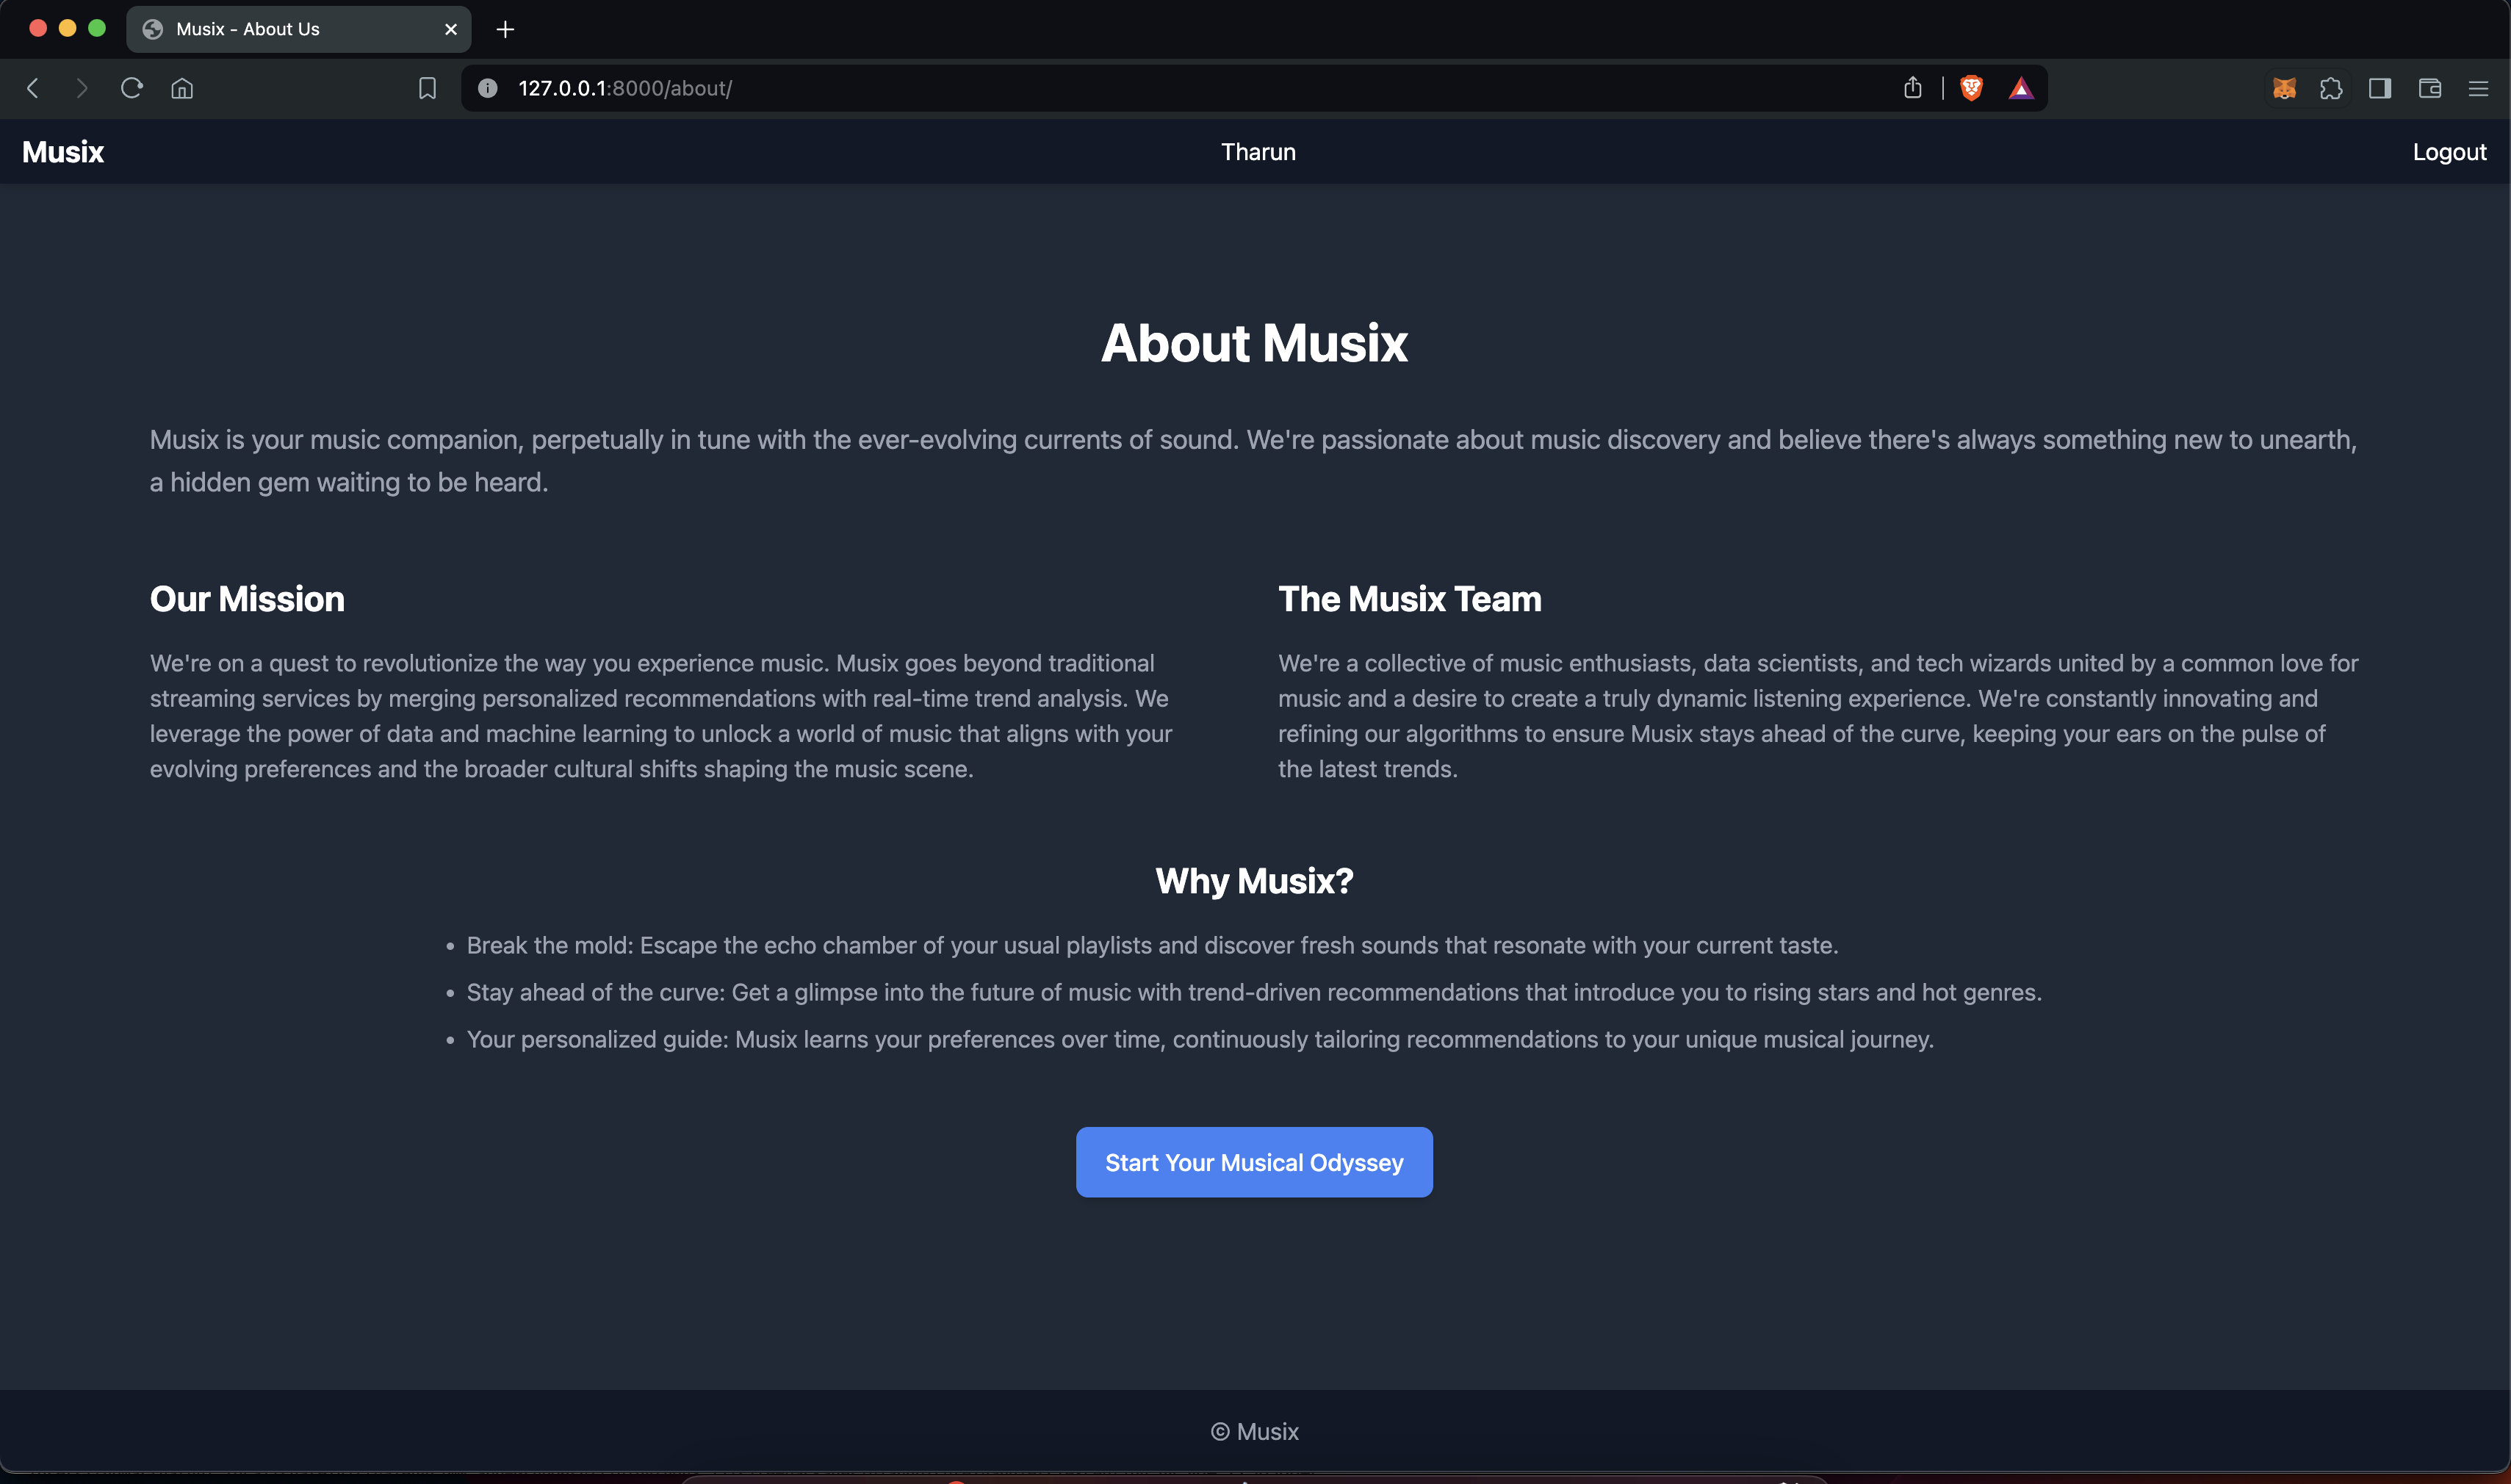 Musix - About Us
127.0.0.1:8000/about/
Musix
Tharun
Logout
About Musix
Musix is your music companion, perpetually in tune with the ever-evolving currents of sound. We're passionate about music discovery and believe there's always something new to unearth,
a hidden gem waiting to be heard.
Our Mission
We're on a quest to revolutionize the way you experience music. Musix goes beyond traditional
streaming services by merging personalized recommendations with real-time trend analysis. We
leverage the power of data and machine learning to unlock a world of music that aligns with your
evolving preferences and the broader cultural shifts shaping the music scene.
The Musix Team
We're a collective of music enthusiasts, data scientists, and tech wizards united by a common love for
music and a desire to create a truly dynamic listening experience. We're constantly innovating and
refining our algorithms to ensure Musix stays ahead of the curve, keeping your ears on the pulse of
the latest trends.
Why Musix?
• Break the mold: Escape the echo chamber of your usual playlists and discover fresh sounds that resonate with your current taste.
• Stay ahead of the curve: Get a glimpse into the future of music with trend-driven recommendations that introduce you to rising stars and hot genres.
• Your personalized guide: Musix learns your preferences over time, continuously tailoring recommendations to your unique musical journey.
Start Your Musical Odyssey
© Musix